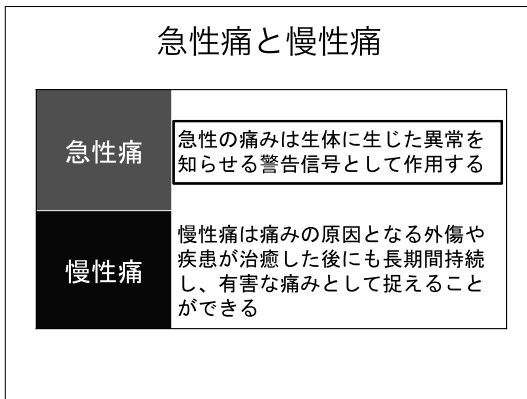 急性痛と慢性痛
急性痛
急性の痛みは生体に生じた異常を
知らせる警告信号として作用する
慢性痛
慢性痛は痛みの原因となる外傷や
疾患が治癒した後にも長期間持続
し、有害な痛みとして捉えること
ができる